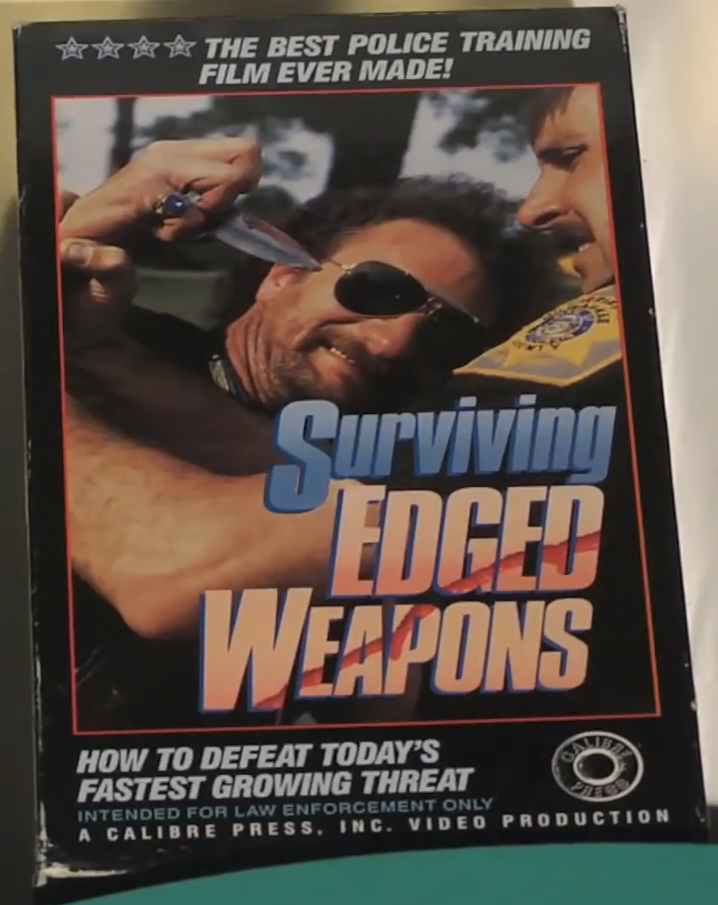 THE BEST POLICE TRAINING
FILM EVER MADE!
Surviving
EDGED
WEAPONS
HOW TO DEFEAT TODAY'S
FASTEST GROWING THREAT
INTENDED FOR LAW ENFORCEMENT ONLY
A CALIBRE PRESS, INC. VIDEO PRODUCTION
CALIBRE
PRESS